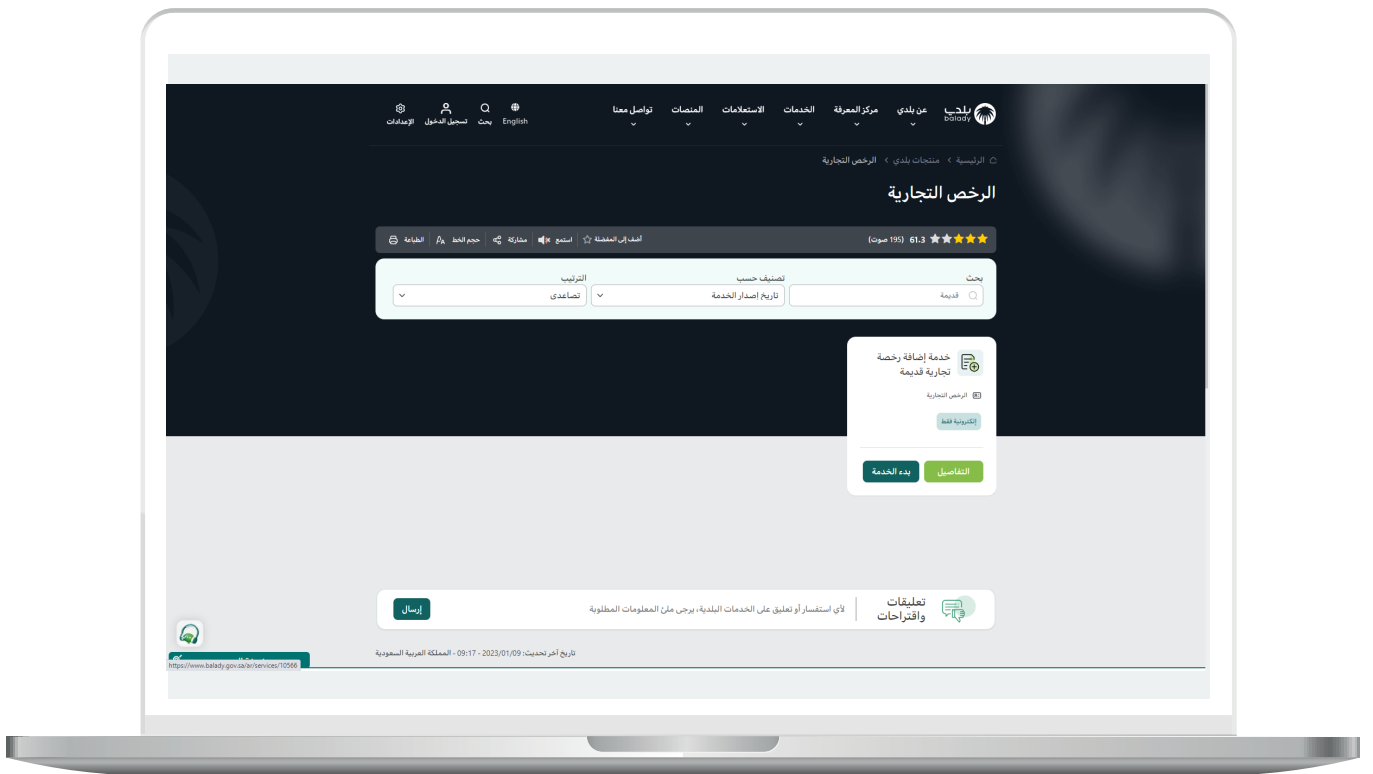 بلدي
balady
عن بلدي
مركز المعرفة
الخدمات
الاستعلامات
المنصات
تواصل معنا
English
بحث
تسجيل الدخول
الإعدادات
الرئيسية > منتجات بلدي > الرخص التجارية
الرخص التجارية
61.3 (195 صوت)
أضف إلى المفضلة
استمع
مشاركة
حجم الخط
الطباعة
بحث
تصنيف حسب
الترتيب
قديمة
تاريخ إصدار الخدمة
تصاعدى
خدمة إضافة رخصة
تجارية قديمة
الرخص التجارية
إلكترونية فقط
التفاصيل
بدء الخدمة
تعليقات
واقتراحات
لأي استفسار أو تعليق على الخدمات البلدية، يرجى ملئ المعلومات المطلوبة
إرسال
تاريخ آخر تحديث: 2023/01/09 - 09:17 - المملكة العربية السعودية
https://www.balady.gov.sa/ar/services/10566